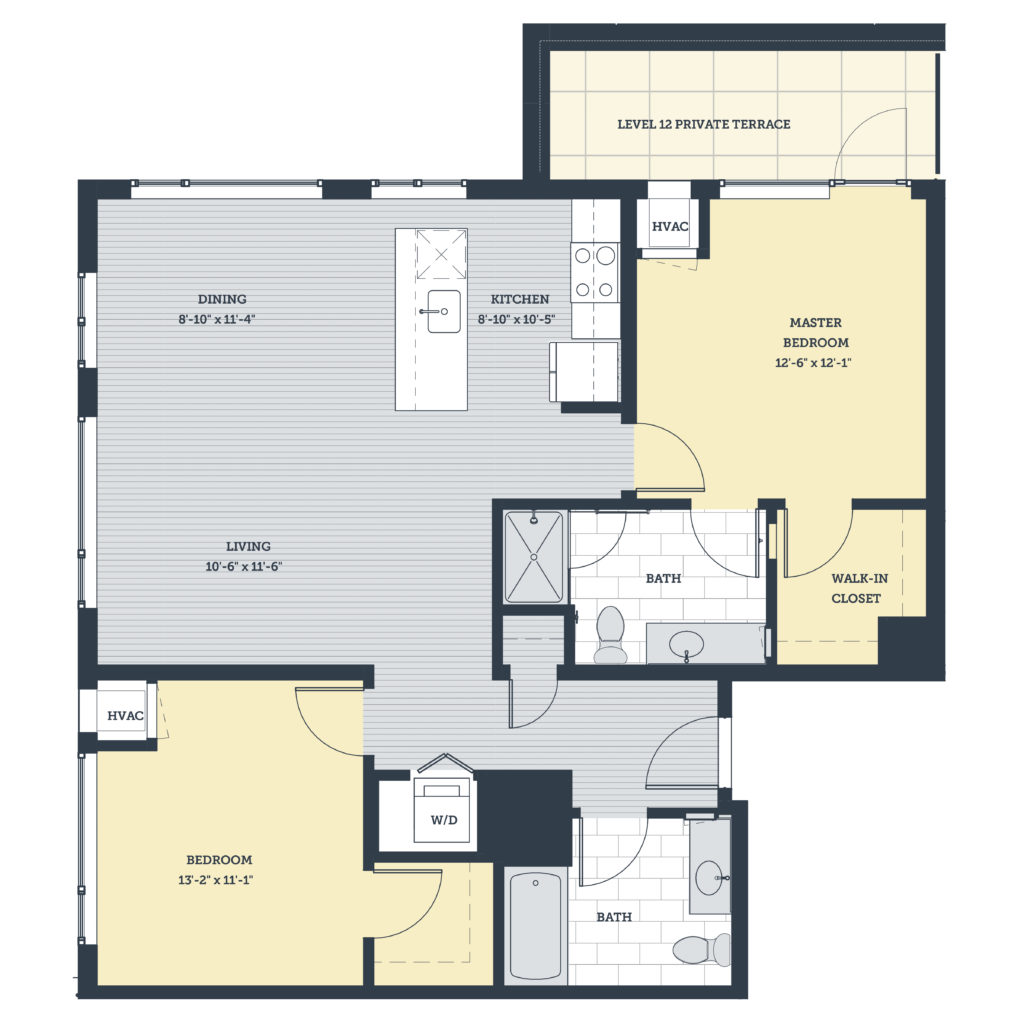 LEVEL 12 PRIVATE TERRACE
HVAC
DINING
8'-10" x 11'-4"
KITCHEN
8'-10" x 10'-5"
MASTER
BEDROOM
12'-6" x 12'-1"
LIVING
10'-6" x 11'-6"
BATH
WALK-IN
CLOSET
HVAC
W/D
BEDROOM
13'-2" x 11'-1"
BATH